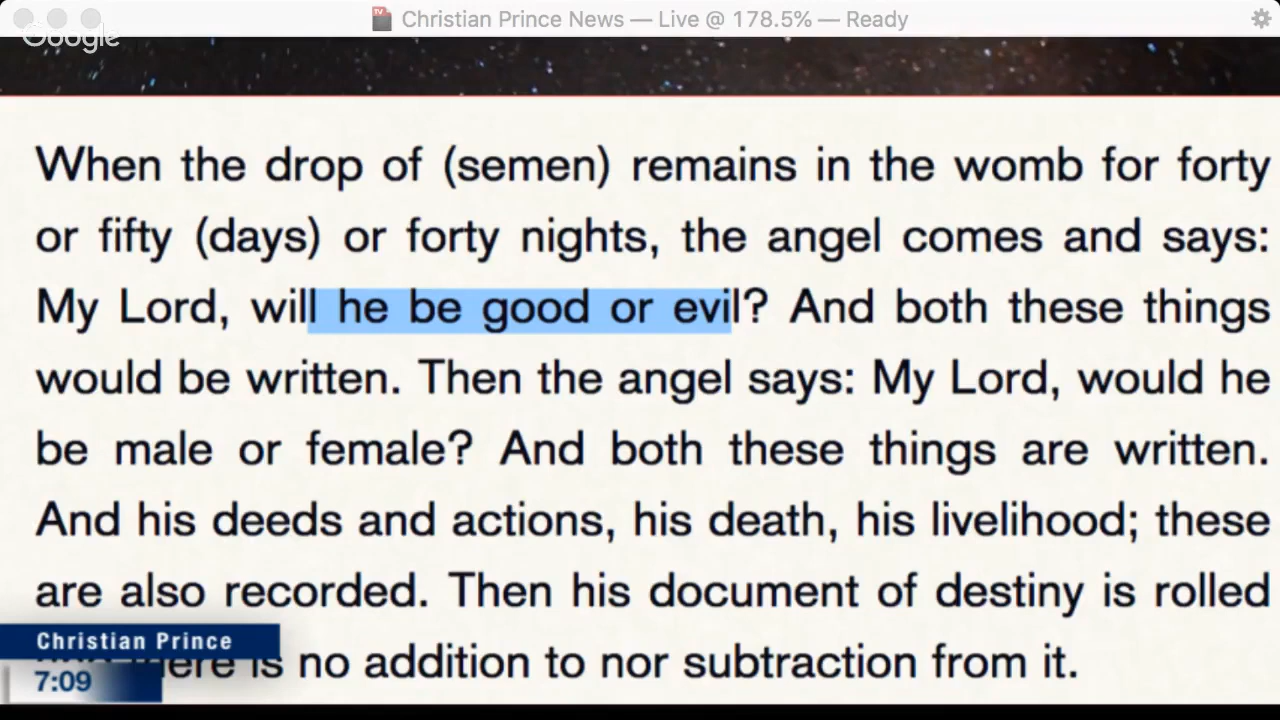 Christian Prince News — Live @ 178.5% — Ready
Google
When the drop of (semen) remains in the womb for forty
or fifty (days) or forty nights, the angel comes and says:
My Lord, will he be good or evil? And both these things
would be written. Then the angel says: My Lord, would he
be male or female? And both these things are written.
And his deeds and actions, his death, his livelihood; these
are also recorded. Then his document of destiny is rolled
is no addition to nor subtraction from it.
Christian Prince
7:09